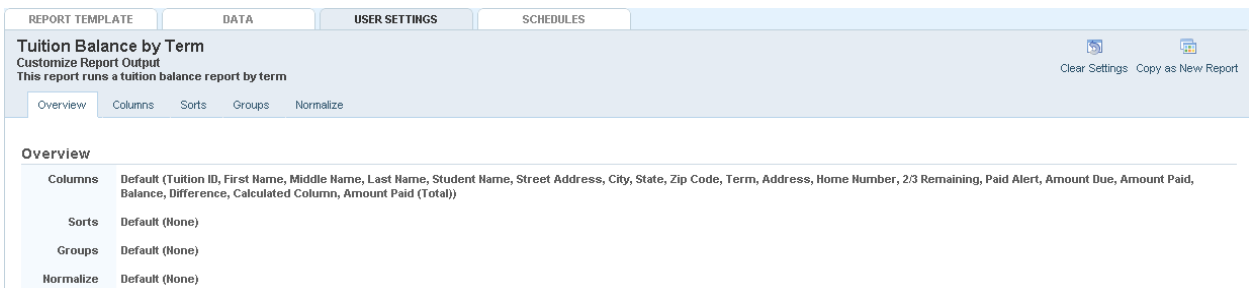 REPORT TEMPLATE DATA USER SETTINGS SCHEDULES
Tuition Balance by Term
Customize Report Output
This report runs a tuition balance report by term
Clear Settings Copy as New Report
Overview Columns Sorts Groups Normalize
Overview
Columns Default (Tuition ID, First Name, Middle Name, Last Name, Student Name, Street Address, City, State, Zip Code, Term, Address, Home Number, 2/3 Remaining, Paid Alert, Amount Due, Amount Paid,
Balance, Difference, Calculated Column, Amount Paid (Total))
Sorts Default (None)
Groups Default (None)
Normalize Default (None)